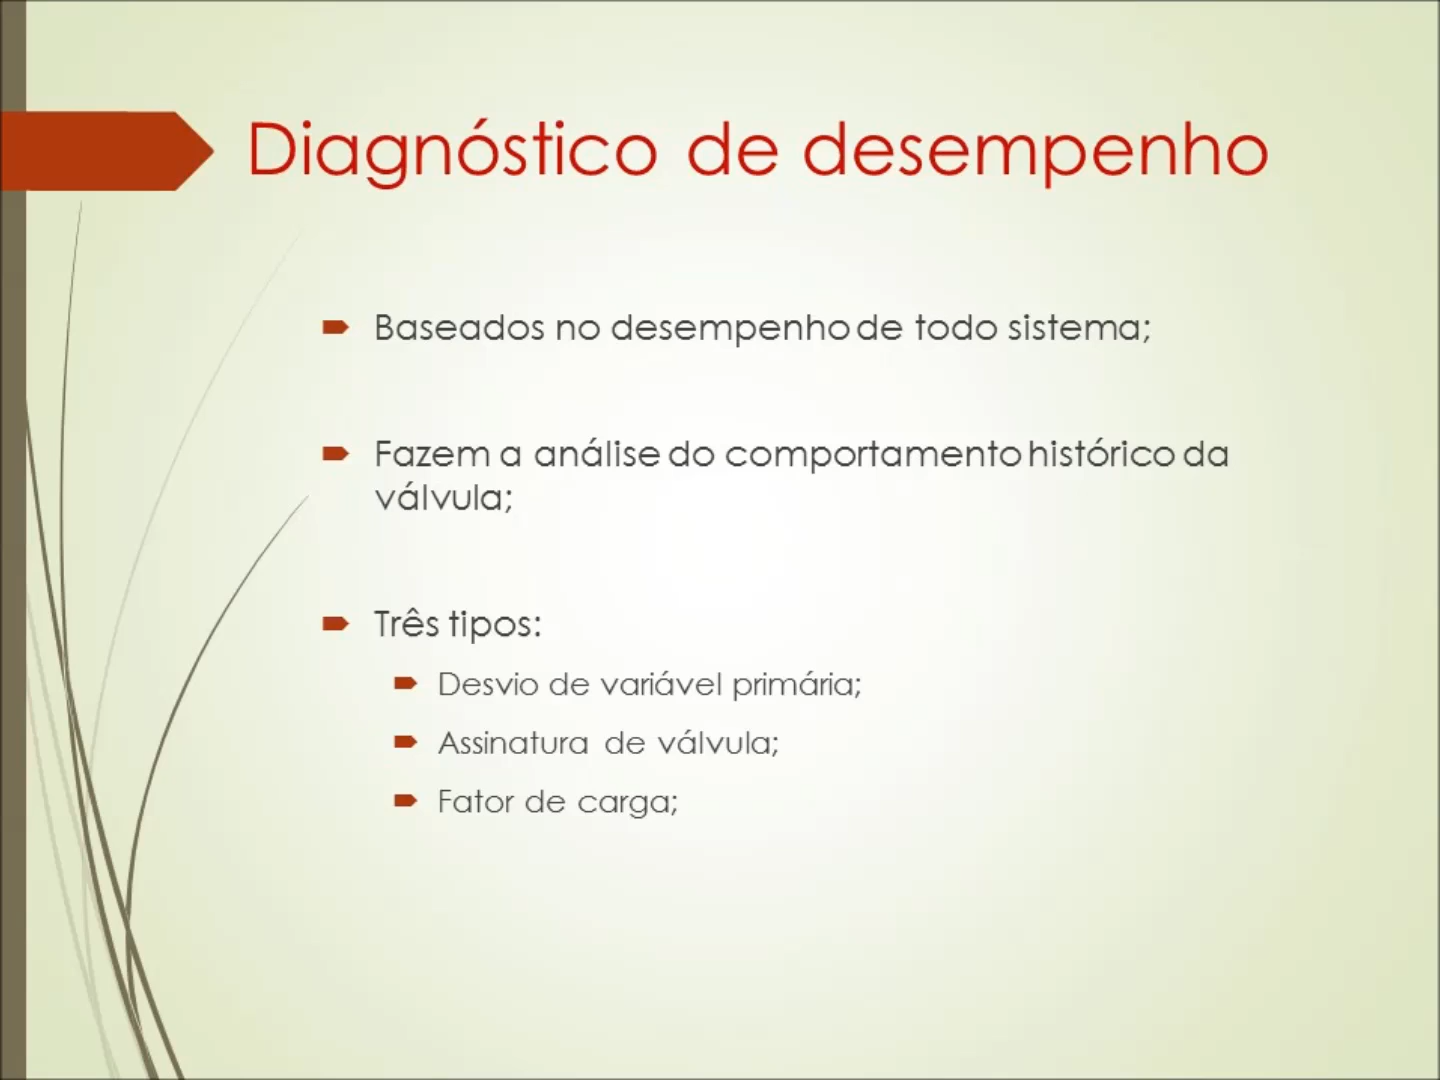 Diagnóstico de desempenho
Baseados no desempenho de todo sistema;
Fazem a análise do comportamento histórico da
válvula;
Três tipos:
Desvio de variável primária;
Assinatura de válvula;
Fator de carga;